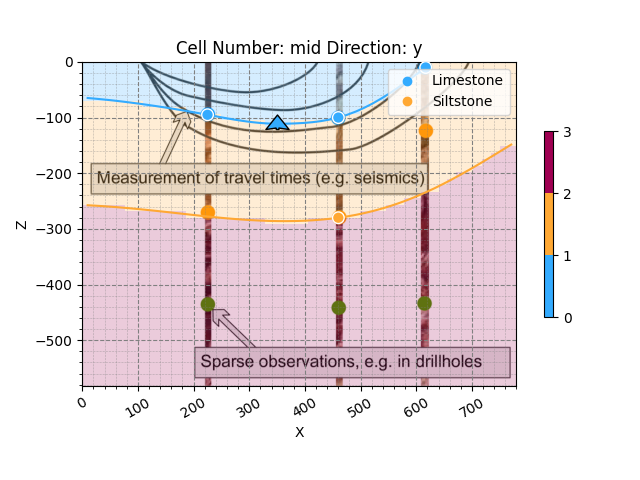 Cell Number: mid Direction: y
0
−100
−200
−300
−400
−500
Z
Limestone
Siltstone
Measurement of travel times (e.g. seismics)
Sparse observations, e.g. in drillholes
0
100
200
300
400
500
600
700
X
3
2
1
0